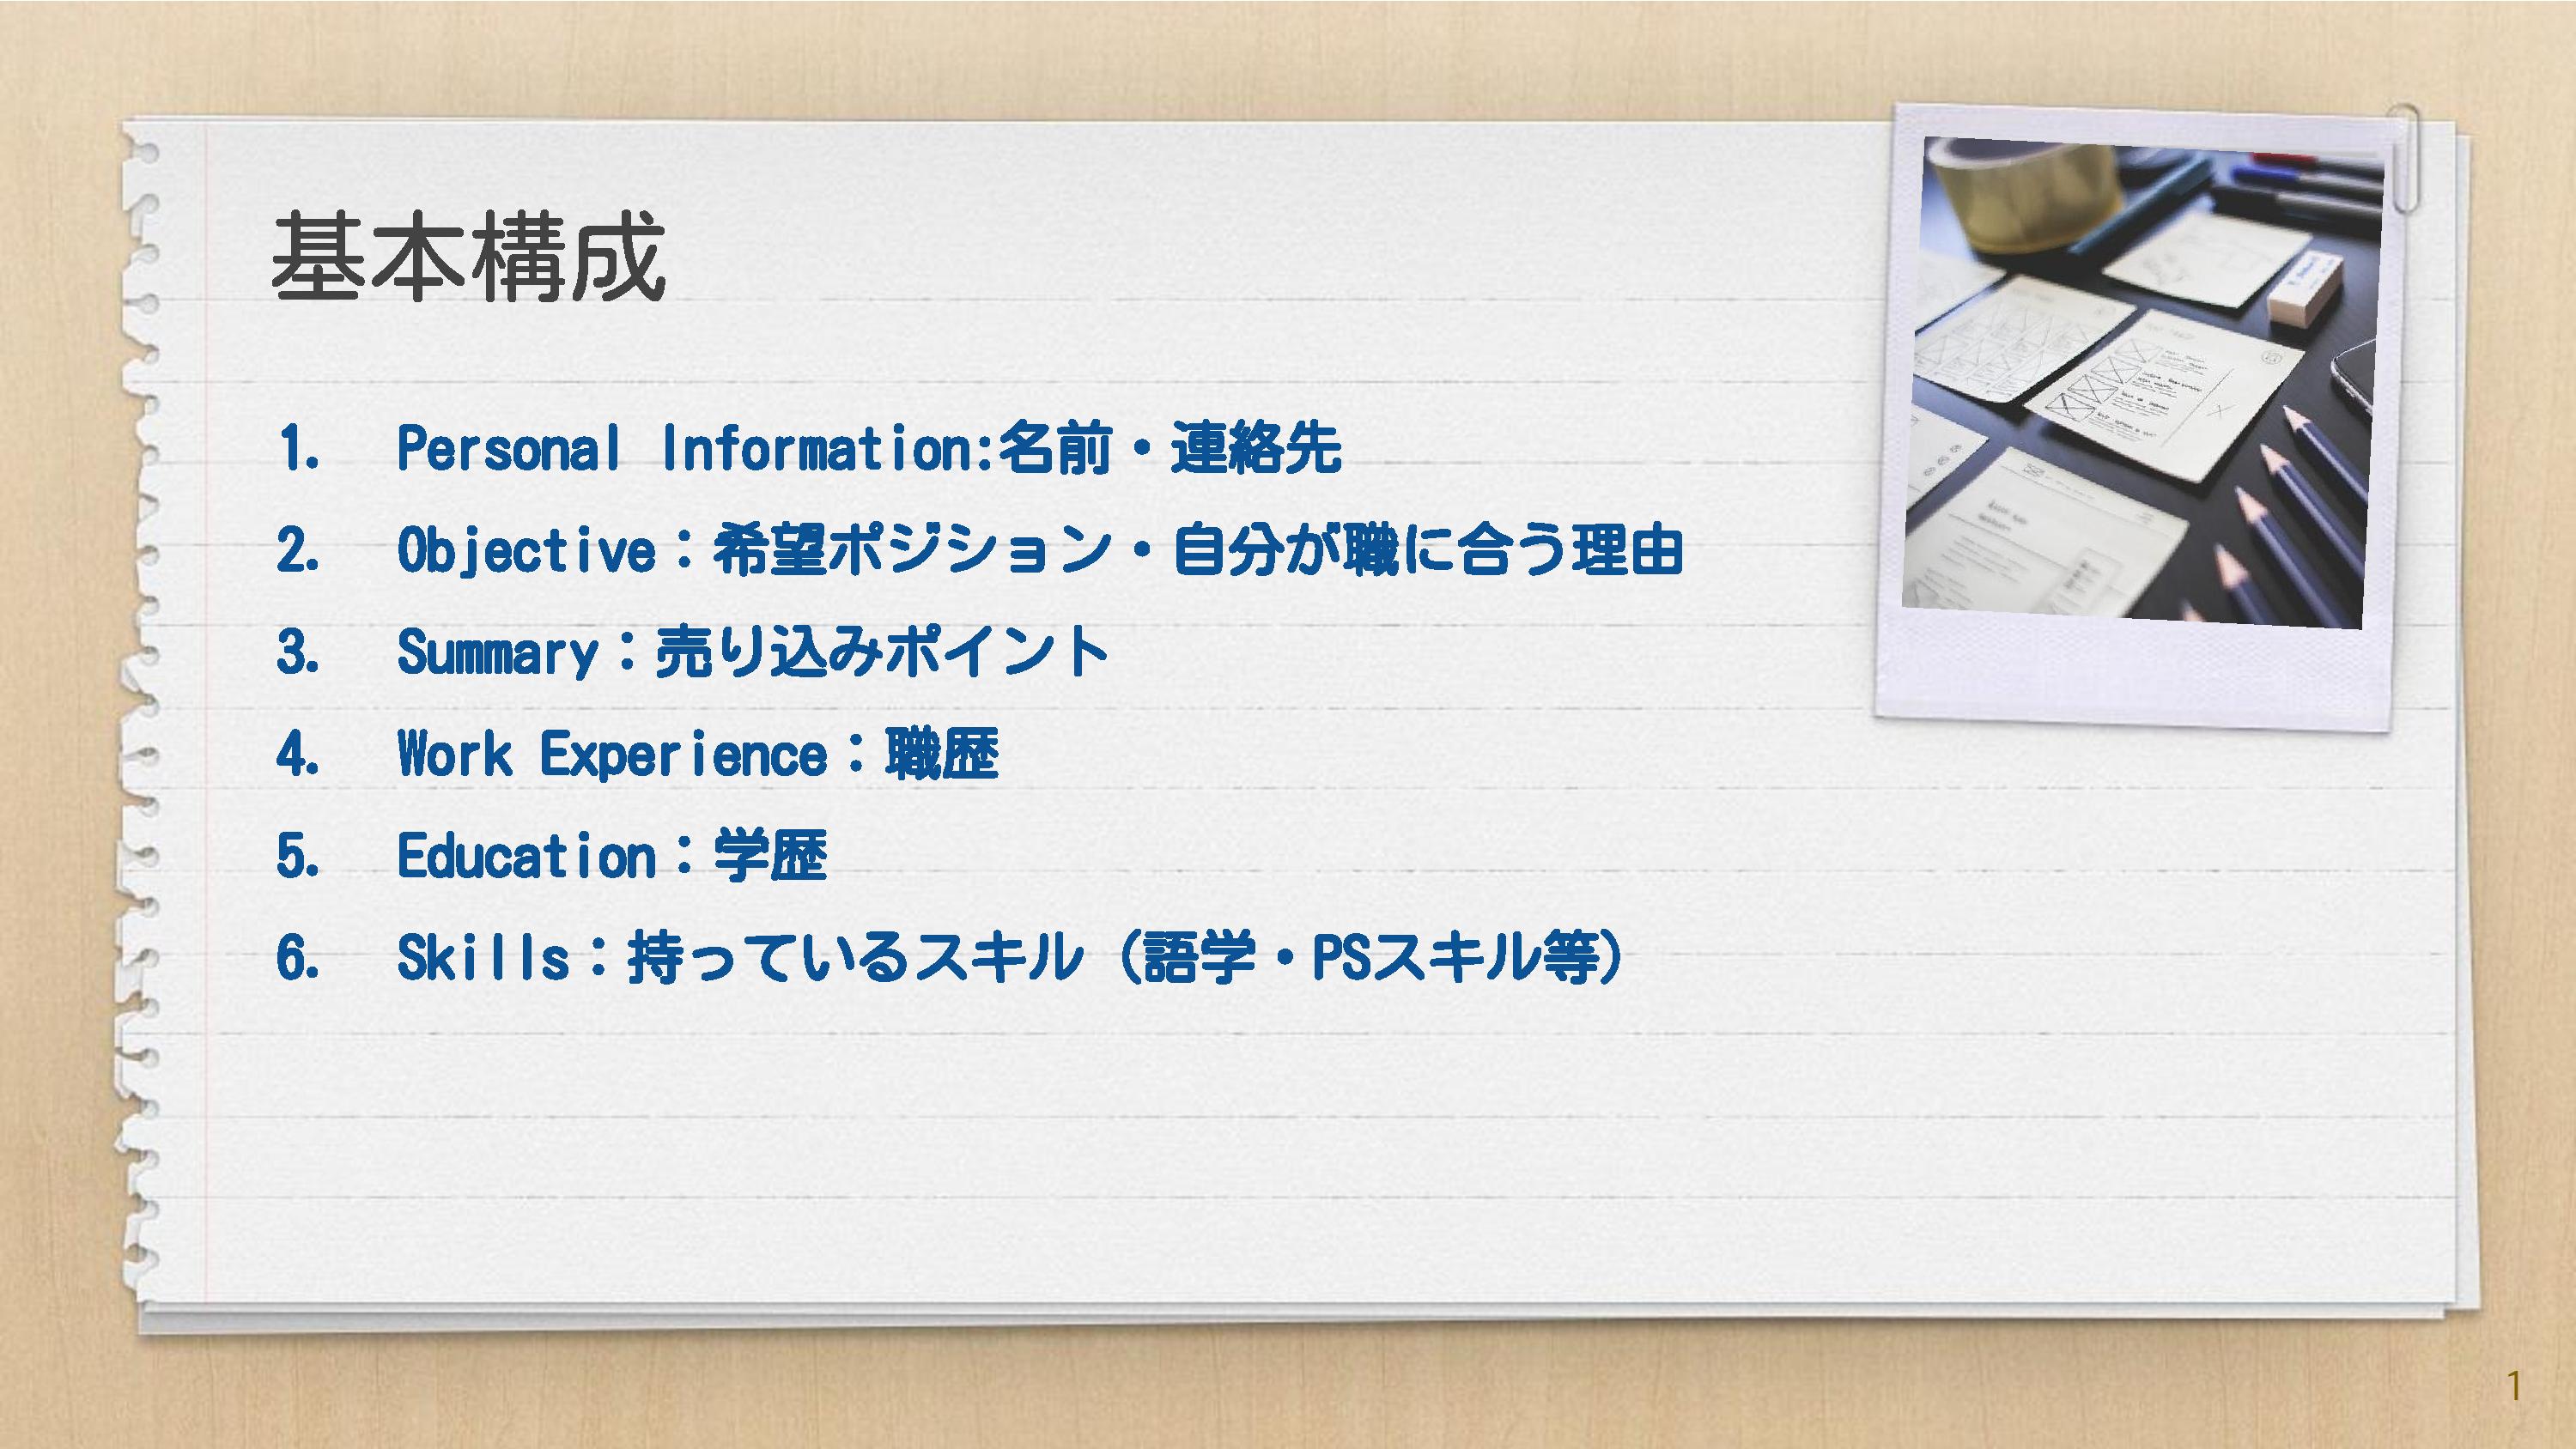 基本構成
1. Personal Information:名前・連絡先
2. Objective：希望ポジション・自分が職に合う理由
3. Summary：売り込みポイント
4. Work Experience：職歴
5. Education：学歴
6. Skills：持っているスキル（語学・PSスキル等）
1